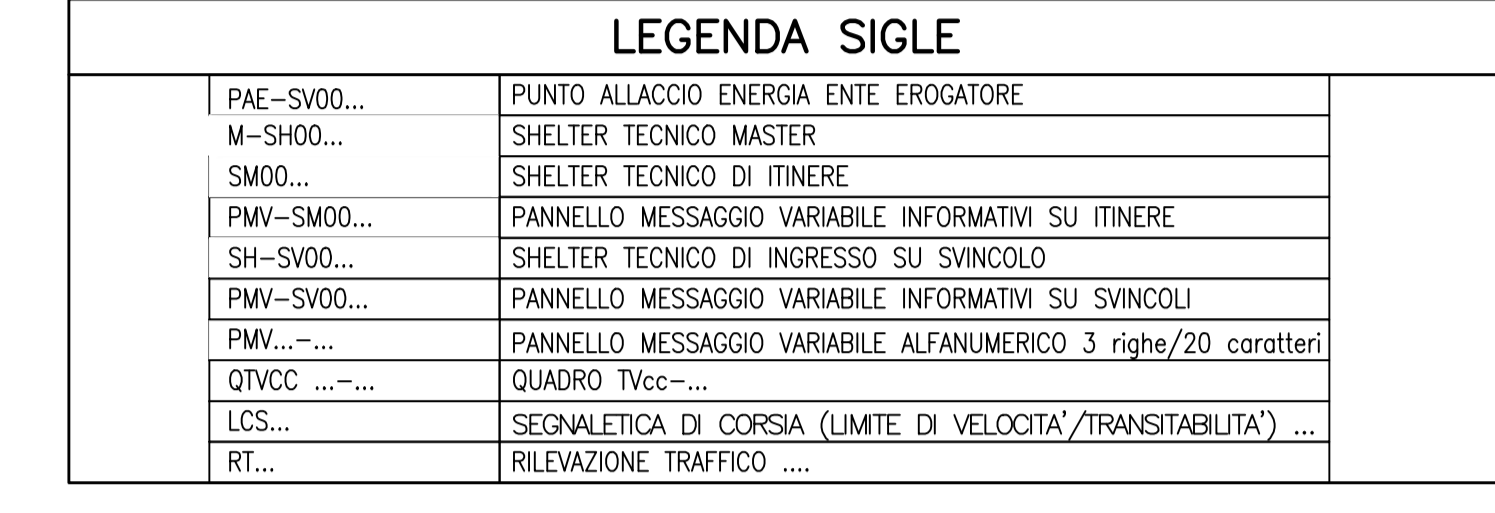 LEGENDA SIGLE
PAE-SV00... PUNTO ALLACCIO ENERGIA ENTE EROGATORE
M-SH00... SHELTER TECNICO MASTER
SM00... SHELTER TECNICO DI ITINERE
PMV-SM00... PANNELLO MESSAGGIO VARIABILE INFORMATIVI SU ITINERE
SH-SV00... SHELTER TECNICO DI INGRESSO SU SVINCOLO
PMV-SV00... PANNELLO MESSAGGIO VARIABILE INFORMATIVI SU SVINCOLI
PMV...-... PANNELLO MESSAGGIO VARIABILE ALFANUMERICO 3 righe/20 caratteri
QTVCC ...-... QUADRO TVcc-...
LCS... SEGNALETICA DI CORSIA (LIMITE DI VELOCITA'/TRANSITABILITA') ...
RT... RILEVAZIONE TRAFFICO ....